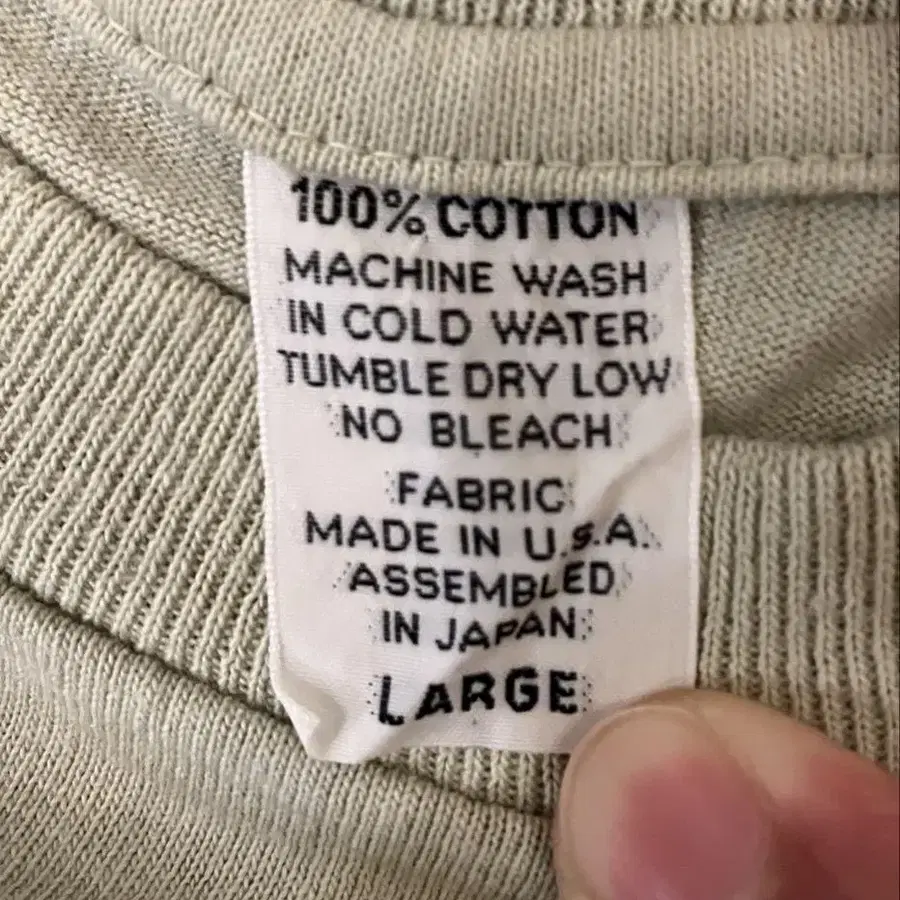 100% COTTON
MACHINE WASH
IN COLD WATER
TUMBLE DRY LOW
NO BLEACH
FABRIC
MADE IN U.S.A.
ASSEMBLED
IN JAPAN
LARGE